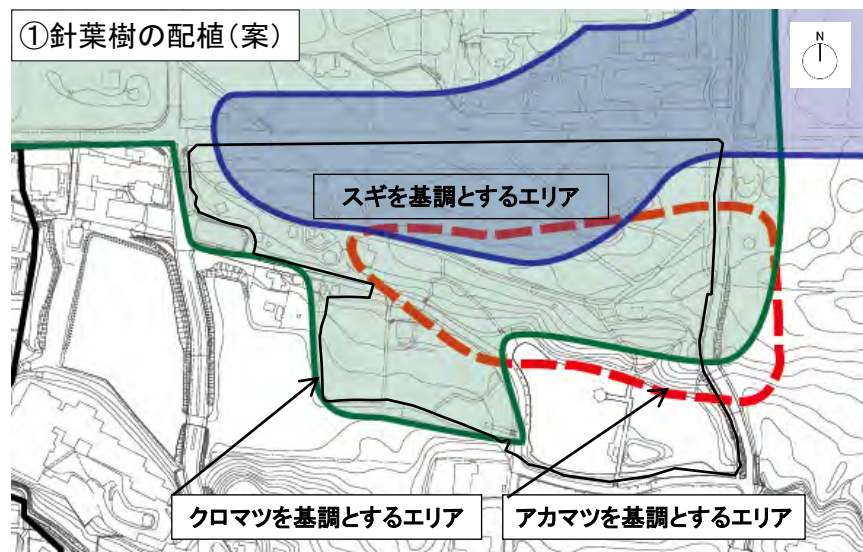 ①針葉樹の配植(案)
N
スギを基調とするエリア
クロマツを基調とするエリア
アカマツを基調とするエリア